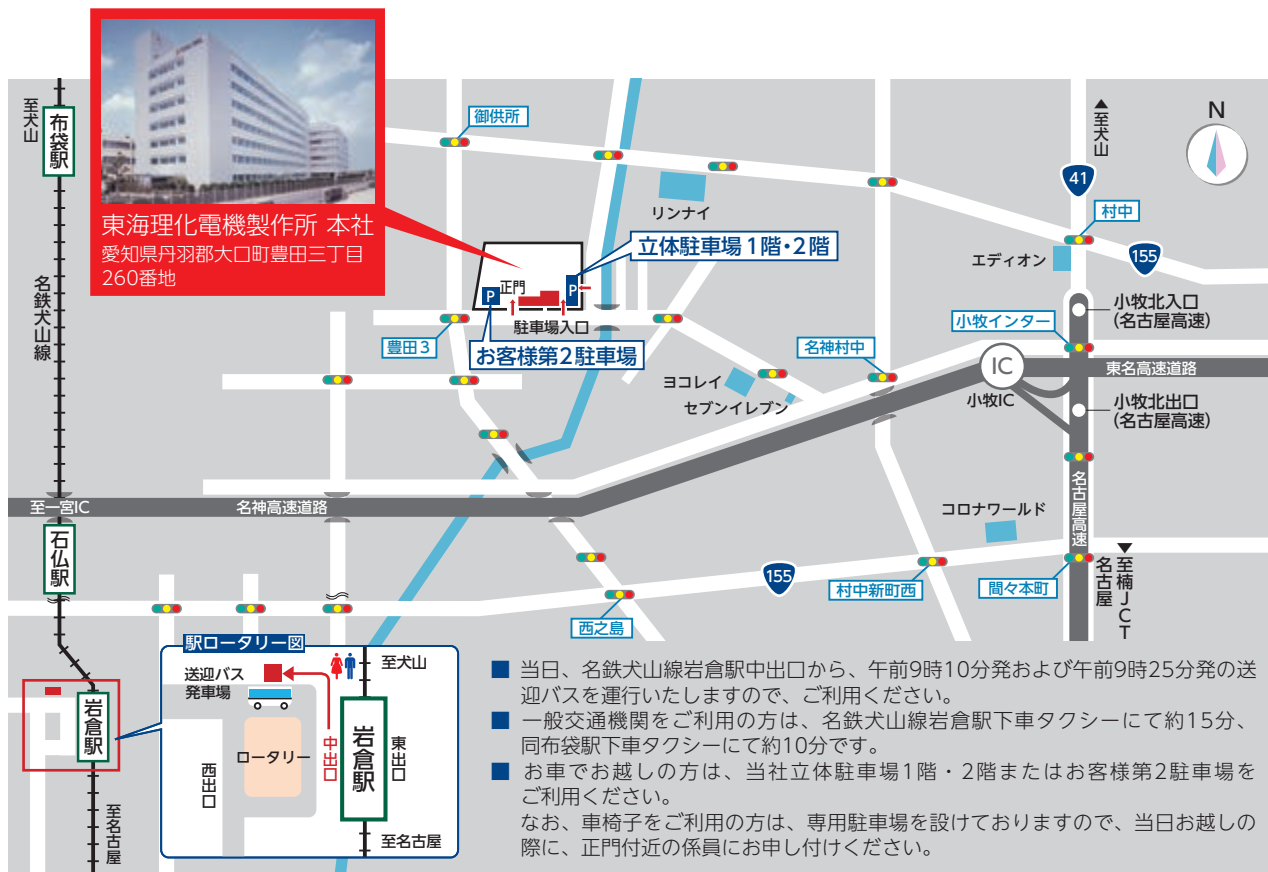 東海理化電機製作所 本社
愛知県丹羽郡大口町豊田三丁目
260番地
至犬山
布袋駅
名鉄犬山線
御供所
リンナイ
立体駐車場1階・2階
P
正門
P
駐車場入口
豊田3
お客様第2駐車場
N
至犬山
41
村中
155
エディオン
小牧北入口
(名古屋高速)
小牧インター
名神村中
IC
小牧IC
東名高速道路
小牧北出口
(名古屋高速)
ヨコレイ
セブンイレブン
至一宮IC
名神高速道路
石仏駅
コロナワールド
名古屋高速
155
村中新町西
間々本町
至楠JCT
名古屋
西之島
岩倉駅
至名古屋
駅ロータリー図
送迎バス
発車場
至犬山
ロータリー
中出口
岩倉駅
東出口
西出口
至名古屋
■ 当日、名鉄犬山線岩倉駅中出口から、午前9時10分発および午前9時25分発の送
迎バスを運行いたしますので、ご利用ください。
■ 一般交通機関をご利用の方は、名鉄犬山線岩倉駅下車タクシーにて約15分、
同布袋駅下車タクシーにて約10分です。
■ お車でお越しの方は、当社立体駐車場1階・2階またはお客様第2駐車場を
ご利用ください。
なお、車椅子をご利用の方は、専用駐車場を設けておりますので、当日お越しの
際に、正門付近の係員にお申し付けください。